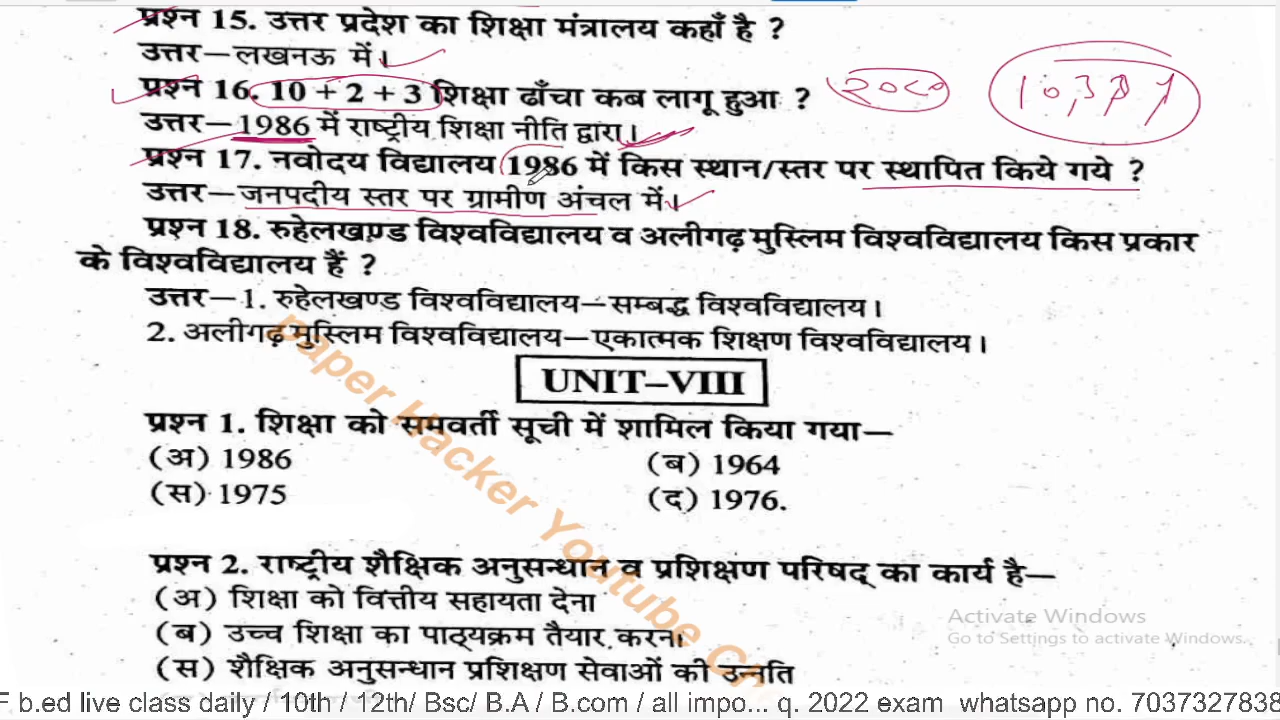 प्रश्न 15. उत्तर प्रदेश का शिक्षा मंत्रालय कहाँ है ?
उत्तर–लखनऊ में।
प्रश्न 16. 10 + 2 + 3 शिक्षा ढाँचा कब लागू हुआ ?
उत्तर–1986 में राष्ट्रीय शिक्षा नीति द्वारा।
प्रश्न 17. नवोदय विद्यालय 1986 में किस स्थान/स्तर पर स्थापित किये गये ?
उत्तर–जनपदीय स्तर पर ग्रामीण अंचल में।
प्रश्न 18. रुहेलखण्ड विश्वविद्यालय व अलीगढ़ मुस्लिम विश्वविद्यालय किस प्रकार
के विश्वविद्यालय हैं ?
उत्तर–1. रुहेलखण्ड विश्वविद्यालय–सम्बद्ध विश्वविद्यालय।
2. अलीगढ़ मुस्लिम विश्वविद्यालय–एकात्मक शिक्षण विश्वविद्यालय।
UNIT–VIII
प्रश्न 1. शिक्षा को समवर्ती सूची में शामिल किया गया—
(अ) 1986 (ब) 1964
(स) 1975 (द) 1976.
प्रश्न 2. राष्ट्रीय शैक्षिक अनुसन्धान व प्रशिक्षण परिषद् का कार्य है—
(अ) शिक्षा को वित्तीय सहायता देना
(ब) उच्च शिक्षा का पाठ्यक्रम तैयार करना
(स) शैक्षिक अनुसन्धान प्रशिक्षण सेवाओं की उन्नति
paper Hacker Youtube
Activate Windows
Go to Settings to activate Windows.
F b.ed live class daily / 10th / 12th/ Bsc/ B.A / B.com / all impo... q. 2022 exam whatsapp no. 7037327838